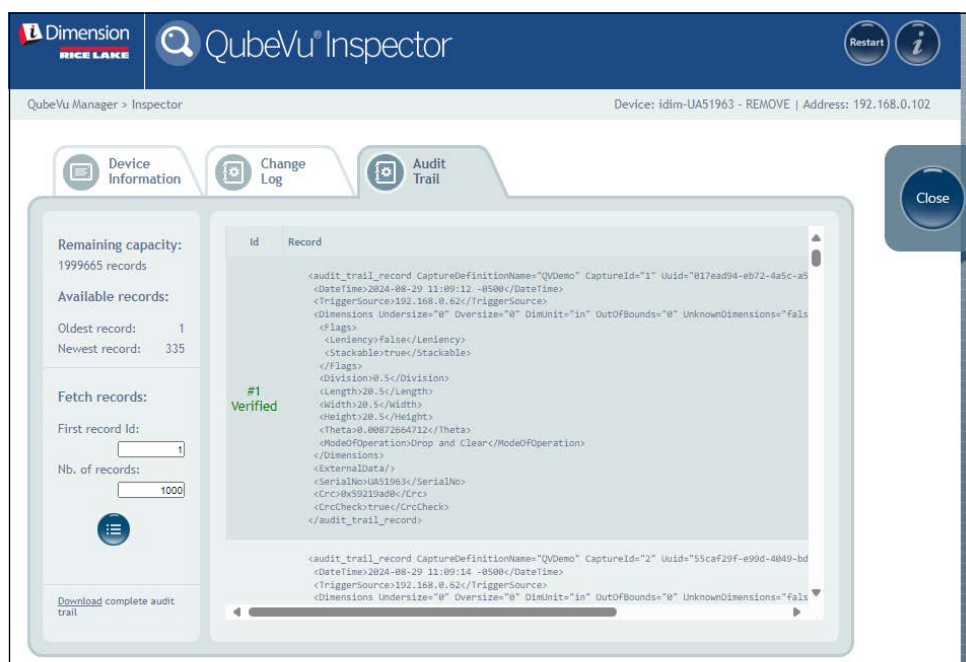 i Dimension
RICE LAKE
QubeVu® Inspector
Restart
i
QubeVu Manager > Inspector
Device: idim-UA51963 - REMOVE | Address: 192.168.0.102
Device
Information
Change
Log
Audit
Trail
Close
Remaining capacity:
1999665 records
Available records:
Oldest record: 1
Newest record: 335
Fetch records:
First record Id:
1
Nb. of records:
1000
Download complete audit
trail
Id Record
#1
Verified
<audit_trail_record CaptureDefinitionName="QVDemo" CaptureId="1" Uuid="017ead94-eb72-4a5c-a5
<DateTime>2024-08-29 11:09:12 -0500</DateTime>
<TriggerSource>192.168.0.62</TriggerSource>
<Dimensions Undersize="0" Oversize="0" DimUnit="in" OutOfBounds="0" UnknownDimensions="fals
<Flags>
<Leniency>false</Leniency>
<Stackable>true</Stackable>
</Flags>
<Division>0.5</Division>
<Length>20.5</Length>
<Width>20.5</Width>
<Height>20.5</Height>
<Theta>0.00872664712</Theta>
<ModeOfOperation>Drop and Clear</ModeOfOperation>
</Dimensions>
<ExternalData/>
<SerialNo>UA51963</SerialNo>
<Crc>0x59219ad0</Crc>
<CrcCheck>true</CrcCheck>
</audit_trail_record>
<audit_trail_record CaptureDefinitionName="QVDemo" CaptureId="2" Uuid="55caf29f-e99d-4049-bd
<DateTime>2024-08-29 11:09:14 -0500</DateTime>
<TriggerSource>192.168.0.62</TriggerSource>
<Dimensions Undersize="0" Oversize="0" DimUnit="in" OutOfBounds="0" UnknownDimensions="fals